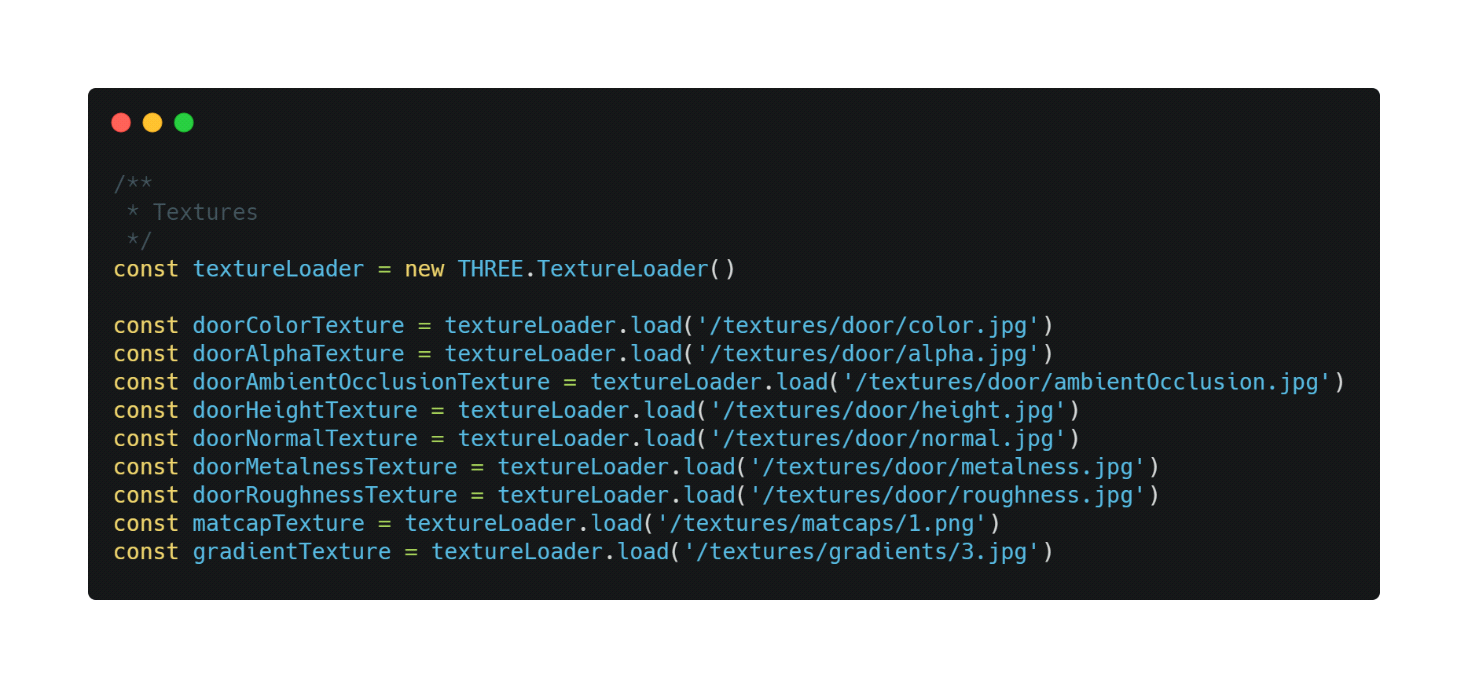 /**
 * Textures
 */
const textureLoader = new THREE.TextureLoader()

const doorColorTexture = textureLoader.load('/textures/door/color.jpg')
const doorAlphaTexture = textureLoader.load('/textures/door/alpha.jpg')
const doorAmbientOcclusionTexture = textureLoader.load('/textures/door/ambientOcclusion.jpg')
const doorHeightTexture = textureLoader.load('/textures/door/height.jpg')
const doorNormalTexture = textureLoader.load('/textures/door/normal.jpg')
const doorMetalnessTexture = textureLoader.load('/textures/door/metalness.jpg')
const doorRoughnessTexture = textureLoader.load('/textures/door/roughness.jpg')
const matcapTexture = textureLoader.load('/textures/matcaps/1.png')
const gradientTexture = textureLoader.load('/textures/gradients/3.jpg')